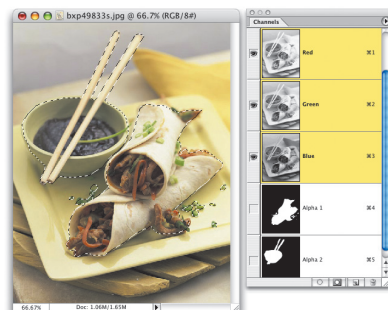 bxp49833s.jpg @ 66.7% (RGB/8#)
66.67%
Doc: 1.06M/1.65M
Channels
Red
⌘1
Green
⌘2
Blue
⌘3
Alpha 1
⌘4
Alpha 2
⌘5